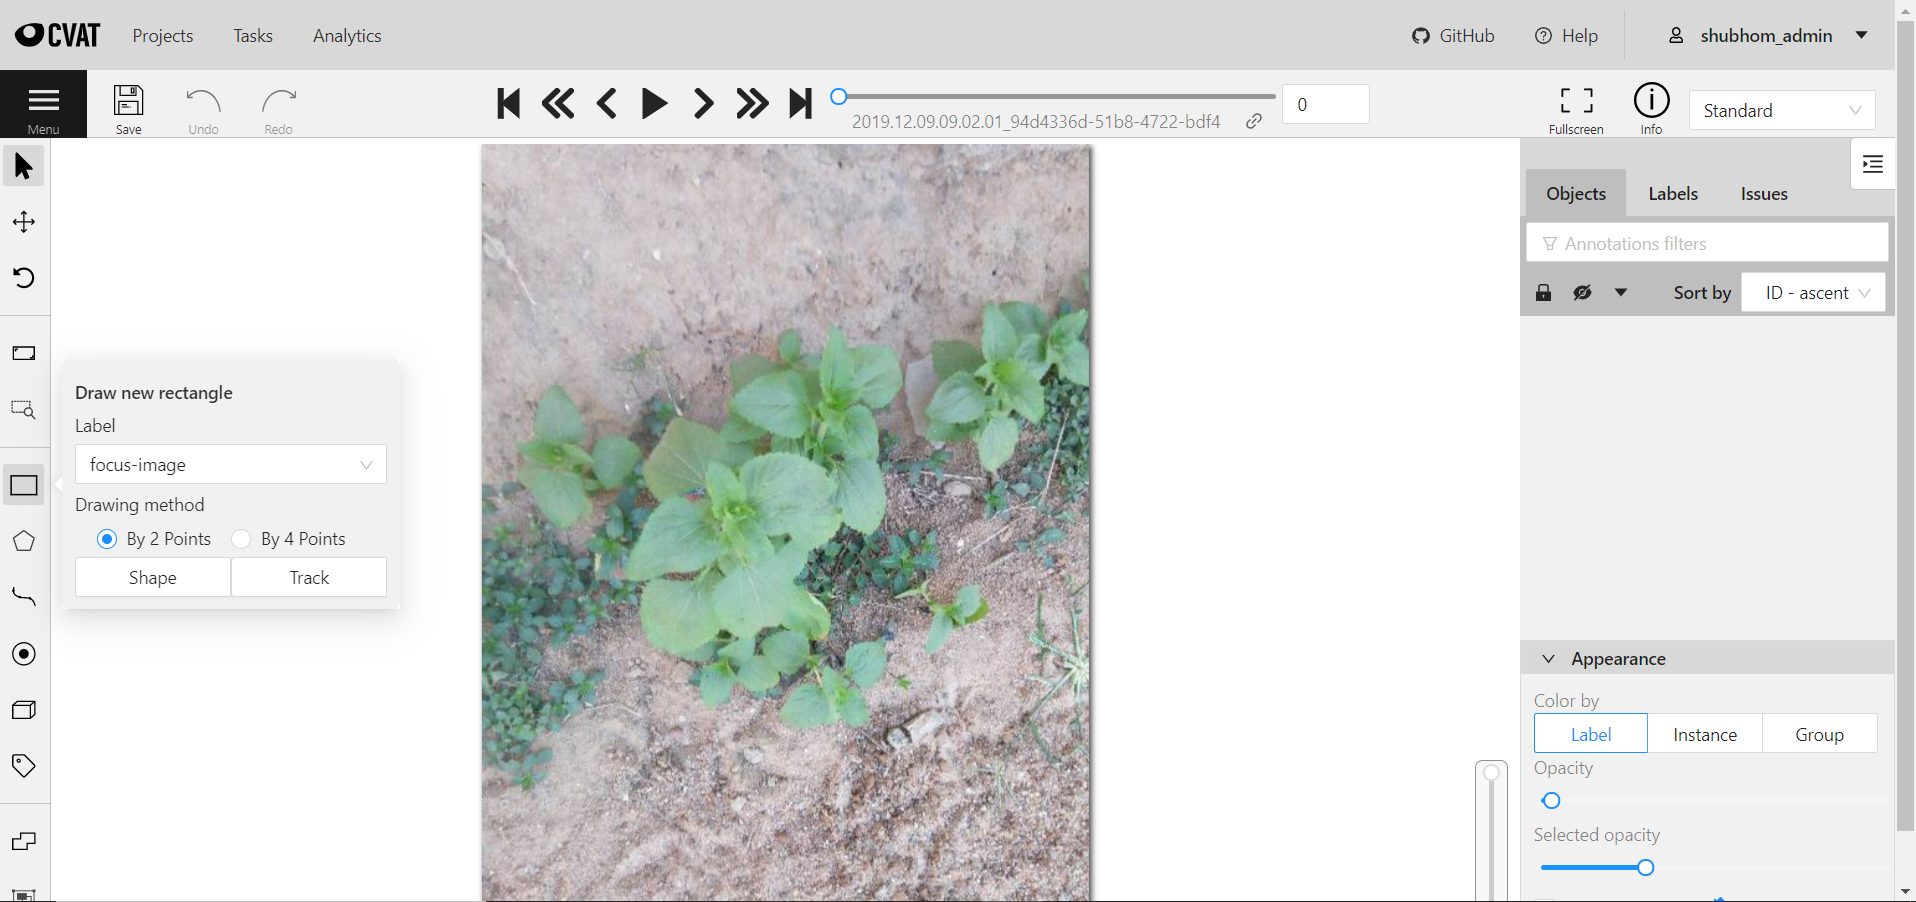 CVAT Projects Tasks Analytics GitHub Help shubhom_admin
Menu Save Undo Redo 2019.12.09.09.02.01_94d4336d-51b8-4722-bdf4 0 Fullscreen Info Standard
Objects Labels Issues
Annotations filters
Sort by ID - ascent
Draw new rectangle
Label
focus-image
Drawing method
By 2 Points By 4 Points
Shape Track
Appearance
Color by
Label Instance Group
Opacity
Selected opacity